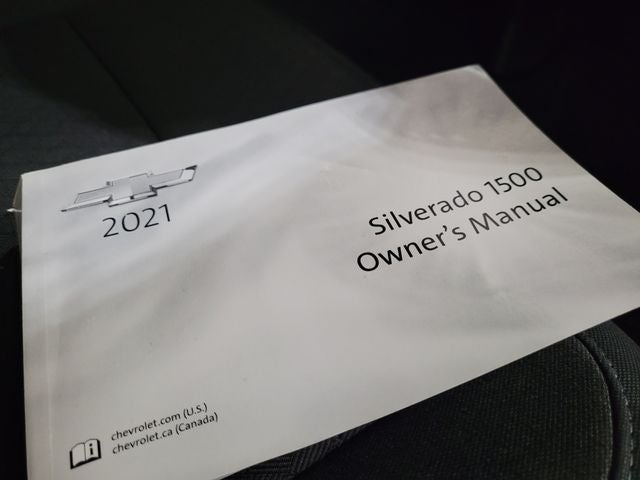 2021
Silverado 1500
Owner's Manual
chevrolet.com (U.S.)
chevrolet.ca (Canada)